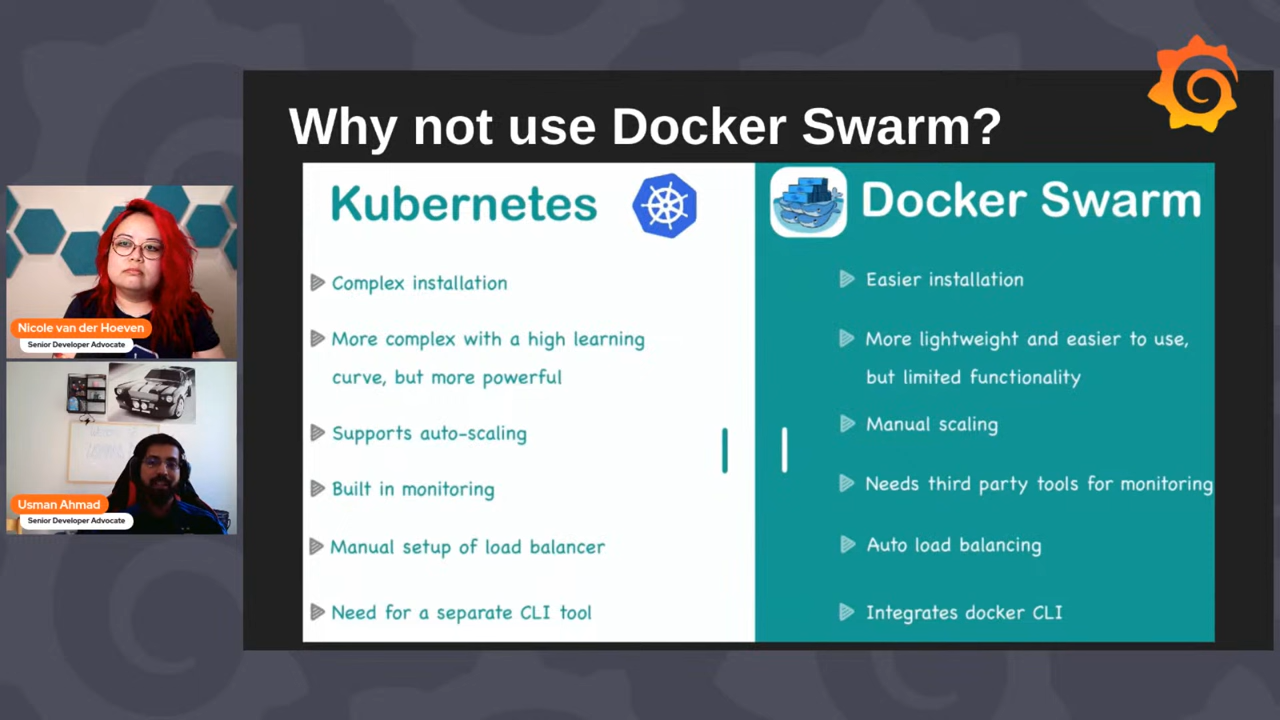 Why not use Docker Swarm?
Kubernetes
Complex installation
More complex with a high learning
curve, but more powerful
Supports auto-scaling
Built in monitoring
Manual setup of load balancer
Need for a separate CLI tool
Docker Swarm
Easier installation
More lightweight and easier to use,
but limited functionality
Manual scaling
Needs third party tools for monitoring
Auto load balancing
Integrates docker CLI
Nicole van der Hoeven
Senior Developer Advocate
Usman Ahmad
Senior Developer Advocate